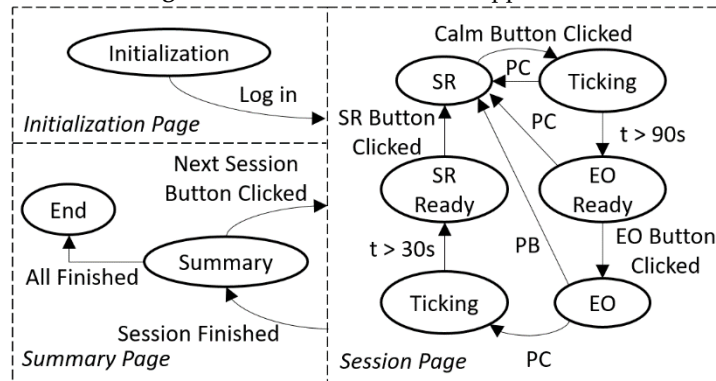 Initialization
Log in
Initialization Page
Next Session
Button Clicked
End
Summary
All Finished
Session Finished
Summary Page
Calm Button Clicked
SR
PC
Ticking
SR Button
Clicked
PC
t > 90s
SR
Ready
EO
Ready
t > 30s
PB
EO Button
Clicked
Ticking
EO
Session Page
PC